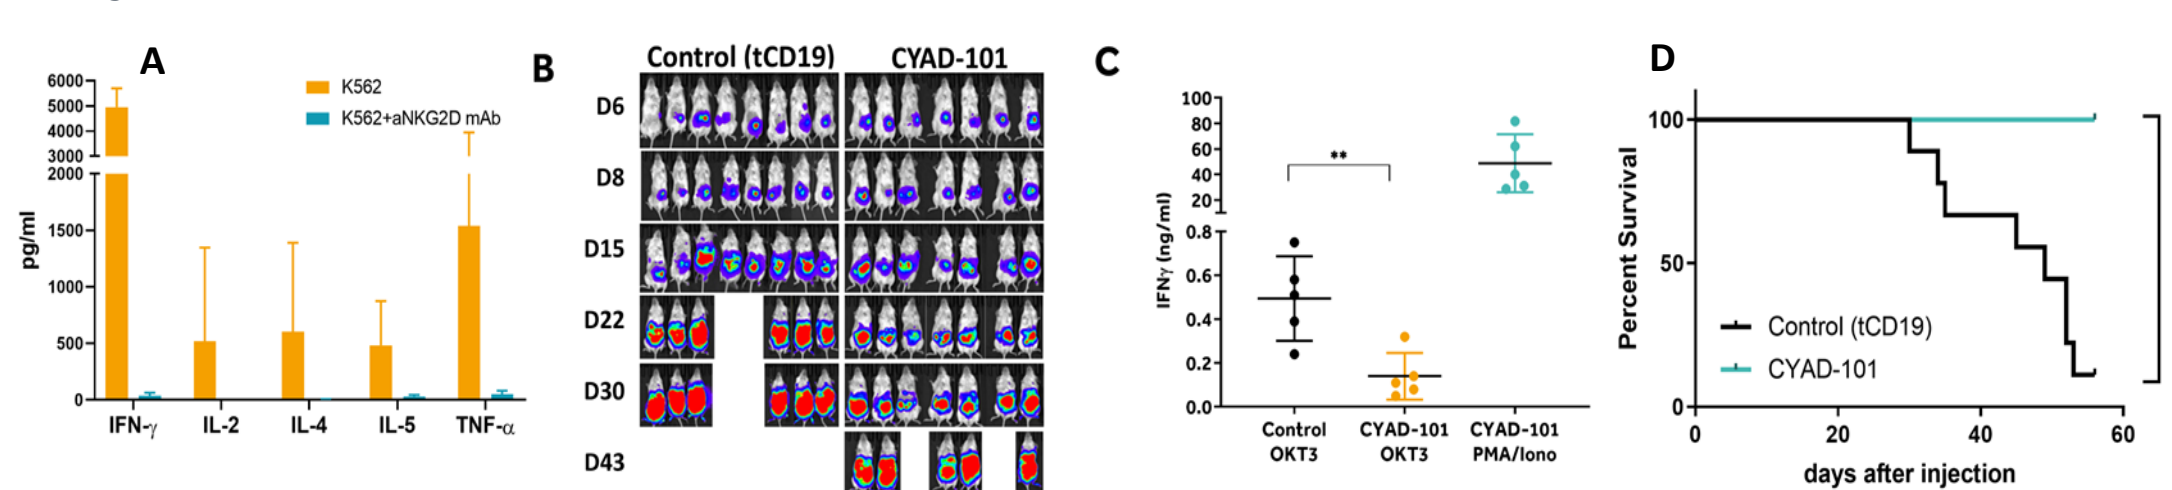 A
6000
5000
4000
3000
2000
1500
1000
500
0
pg/ml
K562
K562+aNKG2D mAb
IFN-γ IL-2 IL-4 IL-5 TNF-α
B
Control (tCD19) CYAD-101
D6
D8
D15
D22
D30
D43
C
100
80
60
40
20
0.8
0.6
0.4
0.2
0.0
IFNγ (ng/ml)
**
Control CYAD-101 CYAD-101
OKT3 OKT3 PMA/Iono
D
100
50
0
Percent Survival
Control (tCD19)
CYAD-101
0 20 40 60
days after injection